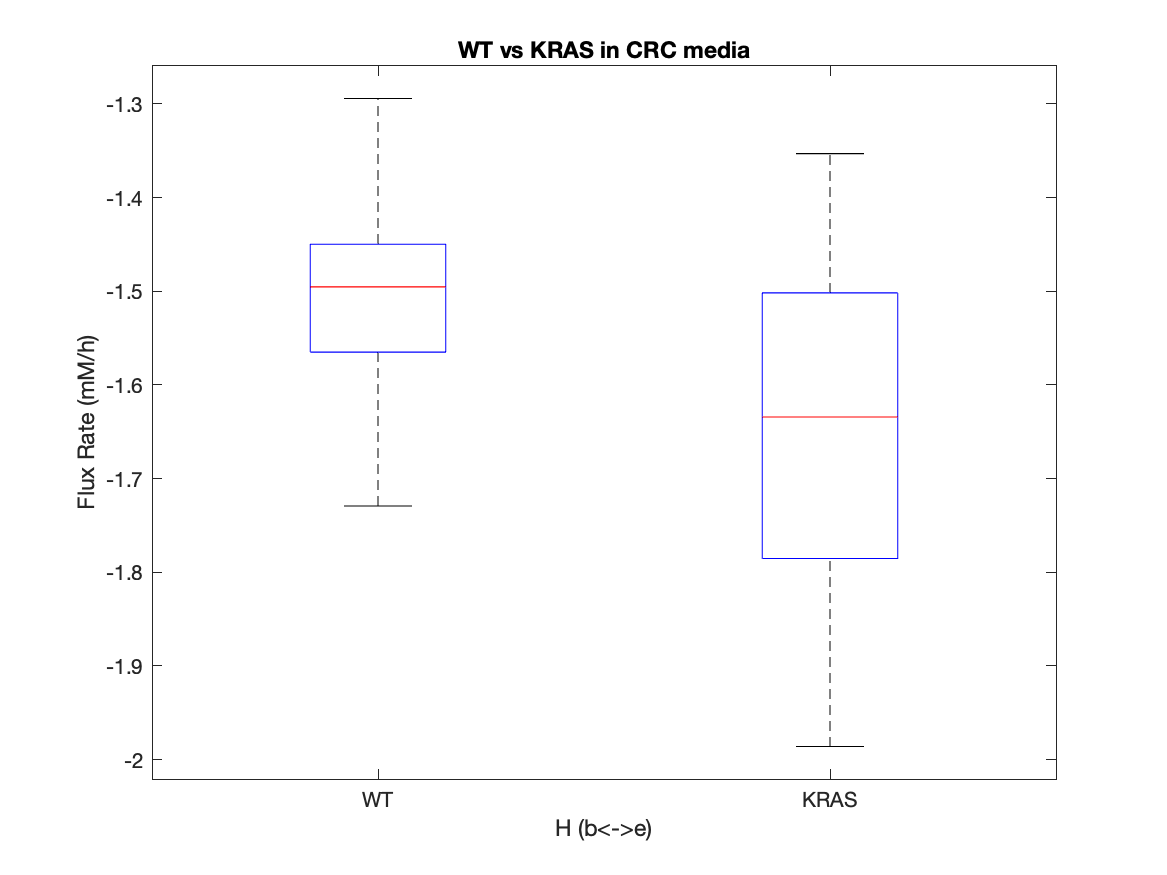 WT vs KRAS in CRC media
Flux Rate (mM/h)
-1.3
-1.4
-1.5
-1.6
-1.7
-1.8
-1.9
-2
WT
KRAS
H (b<->e)